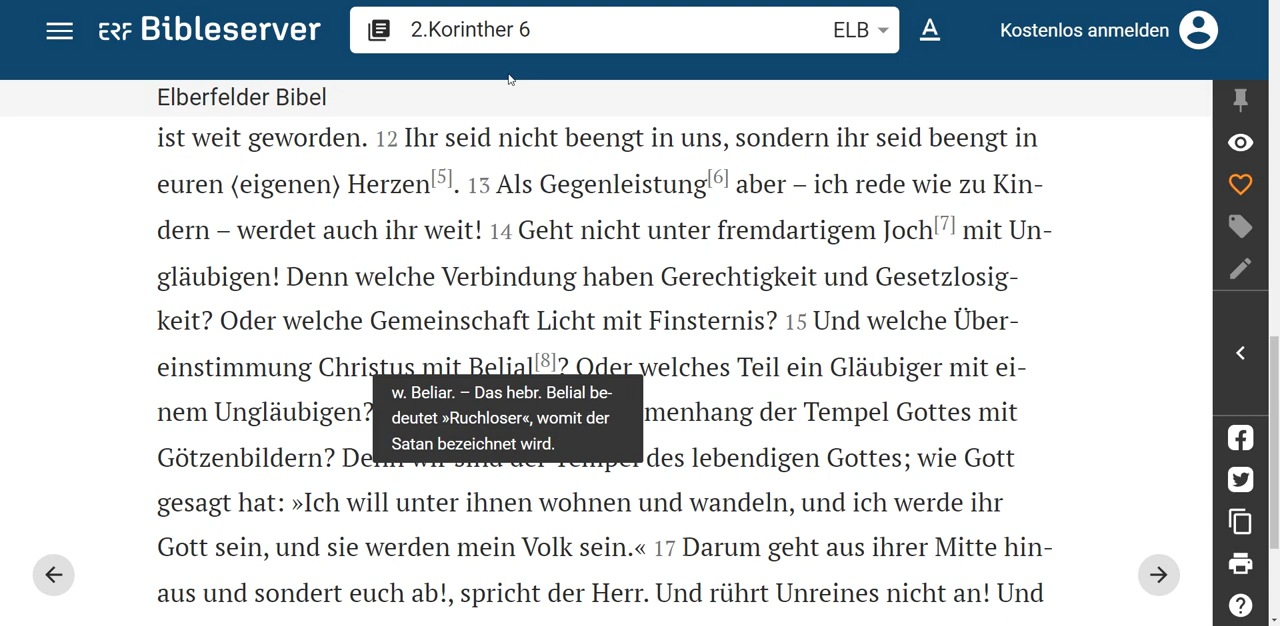 ERF Bibleserver 2.Korinther 6 ELB A Kostenlos anmelden
Elberfelder Bibel
ist weit geworden. 12 Ihr seid nicht beengt in uns, sondern ihr seid beengt in
euren ⟨eigenen⟩ Herzen[5]. 13 Als Gegenleistung[6] aber – ich rede wie zu Kin-
dern – werdet auch ihr weit! 14 Geht nicht unter fremdartigem Joch[7] mit Un-
gläubigen! Denn welche Verbindung haben Gerechtigkeit und Gesetzlosig-
keit? Oder welche Gemeinschaft Licht mit Finsternis? 15 Und welche Über-
einstimmung Christus mit Belial[8]? Oder welches Teil ein Gläubiger mit ei-
nem Ungläubigen? menhang der Tempel Gottes mit
w. Beliar. – Das hebr. Belial be-
deutet »Ruchloser«, womit der
Satan bezeichnet wird.
Götzenbildern? Denn wir sind der Tempel des lebendigen Gottes; wie Gott
gesagt hat: »Ich will unter ihnen wohnen und wandeln, und ich werde ihr
Gott sein, und sie werden mein Volk sein.« 17 Darum geht aus ihrer Mitte hin-
aus und sondert euch ab!, spricht der Herr. Und rührt Unreines nicht an! Und